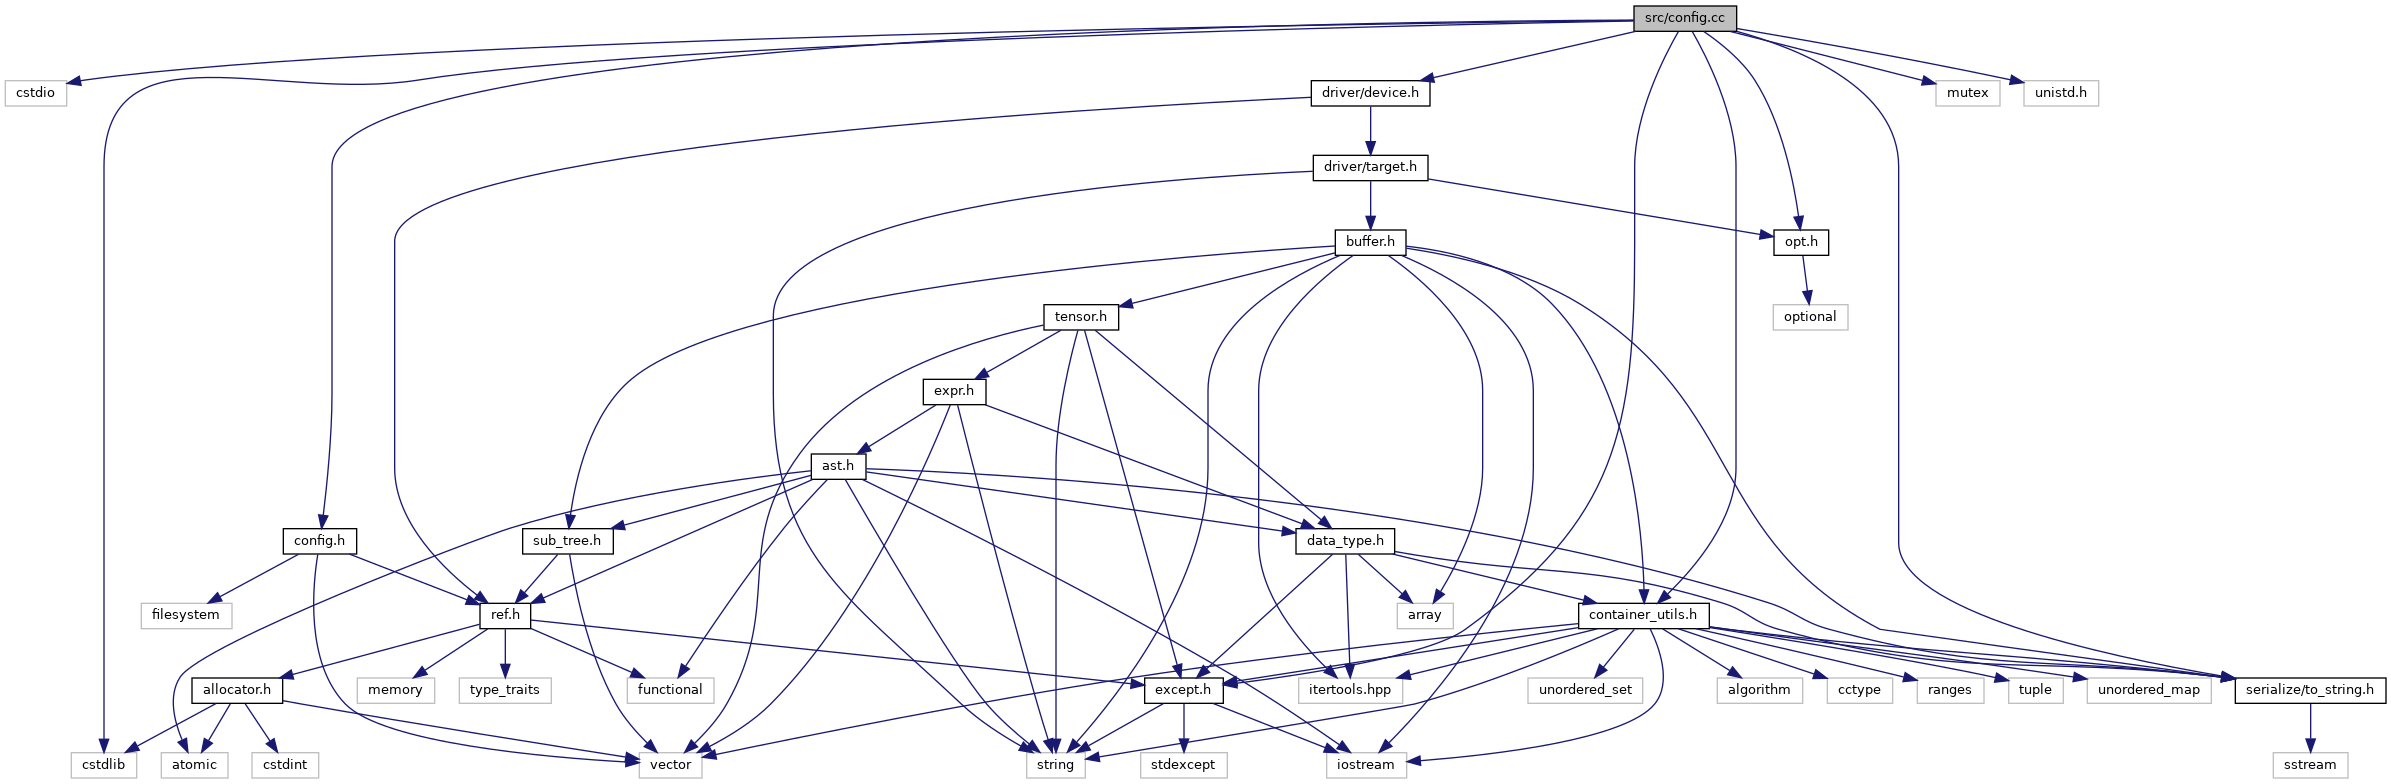 src/config.cc
cstdio
driver/device.h
mutex
unistd.h
driver/target.h
buffer.h
opt.h
tensor.h
optional
expr.h
ast.h
config.h
sub_tree.h
data_type.h
filesystem
ref.h
array
container_utils.h
allocator.h
memory
type_traits
functional
except.h
itertools.hpp
unordered_set
algorithm
cctype
ranges
tuple
unordered_map
serialize/to_string.h
cstdlib
atomic
cstdint
vector
string
stdexcept
iostream
sstream